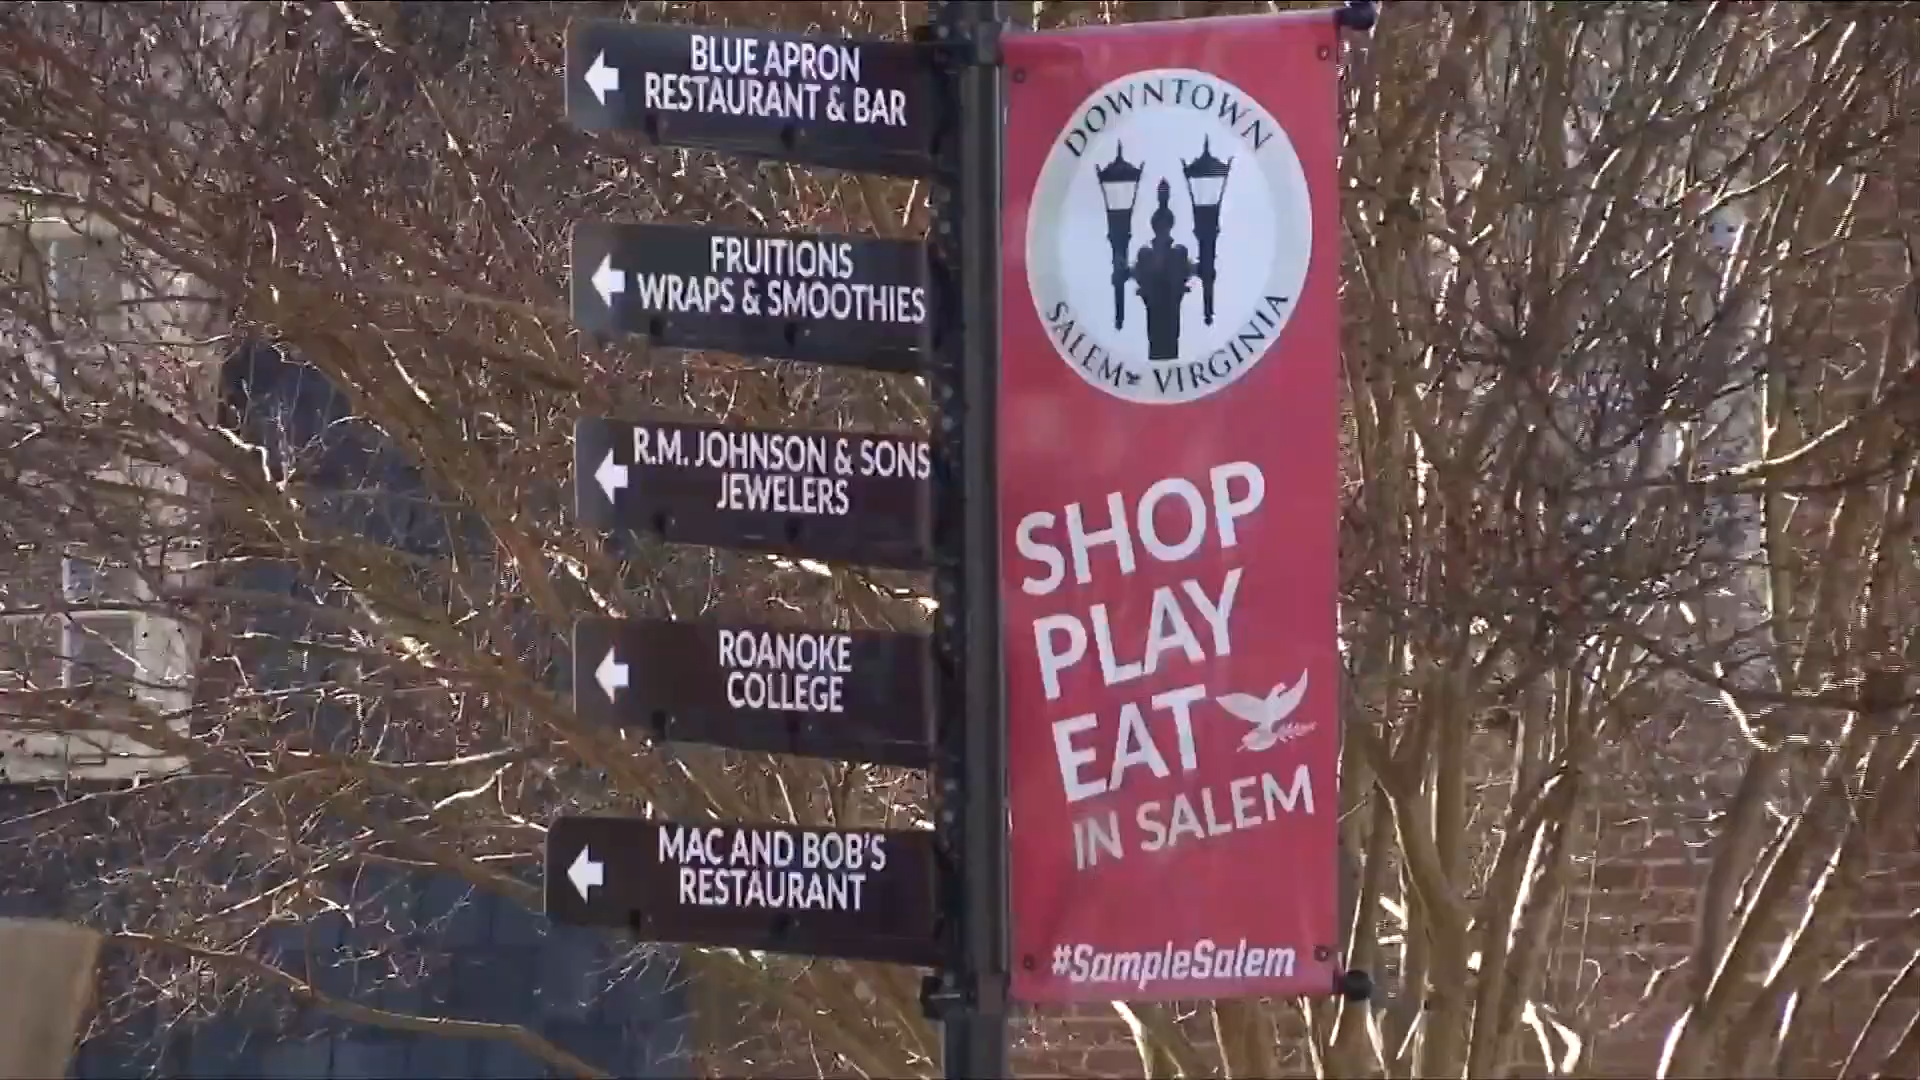 BLUE APRON
RESTAURANT & BAR
FRUITIONS
WRAPS & SMOOTHIES
R.M. JOHNSON & SONS
JEWELERS
ROANOKE
COLLEGE
MAC AND BOB'S
RESTAURANT
DOWNTOWN
SALEM VIRGINIA
SHOP
PLAY
EAT
IN SALEM
#SampleSalem